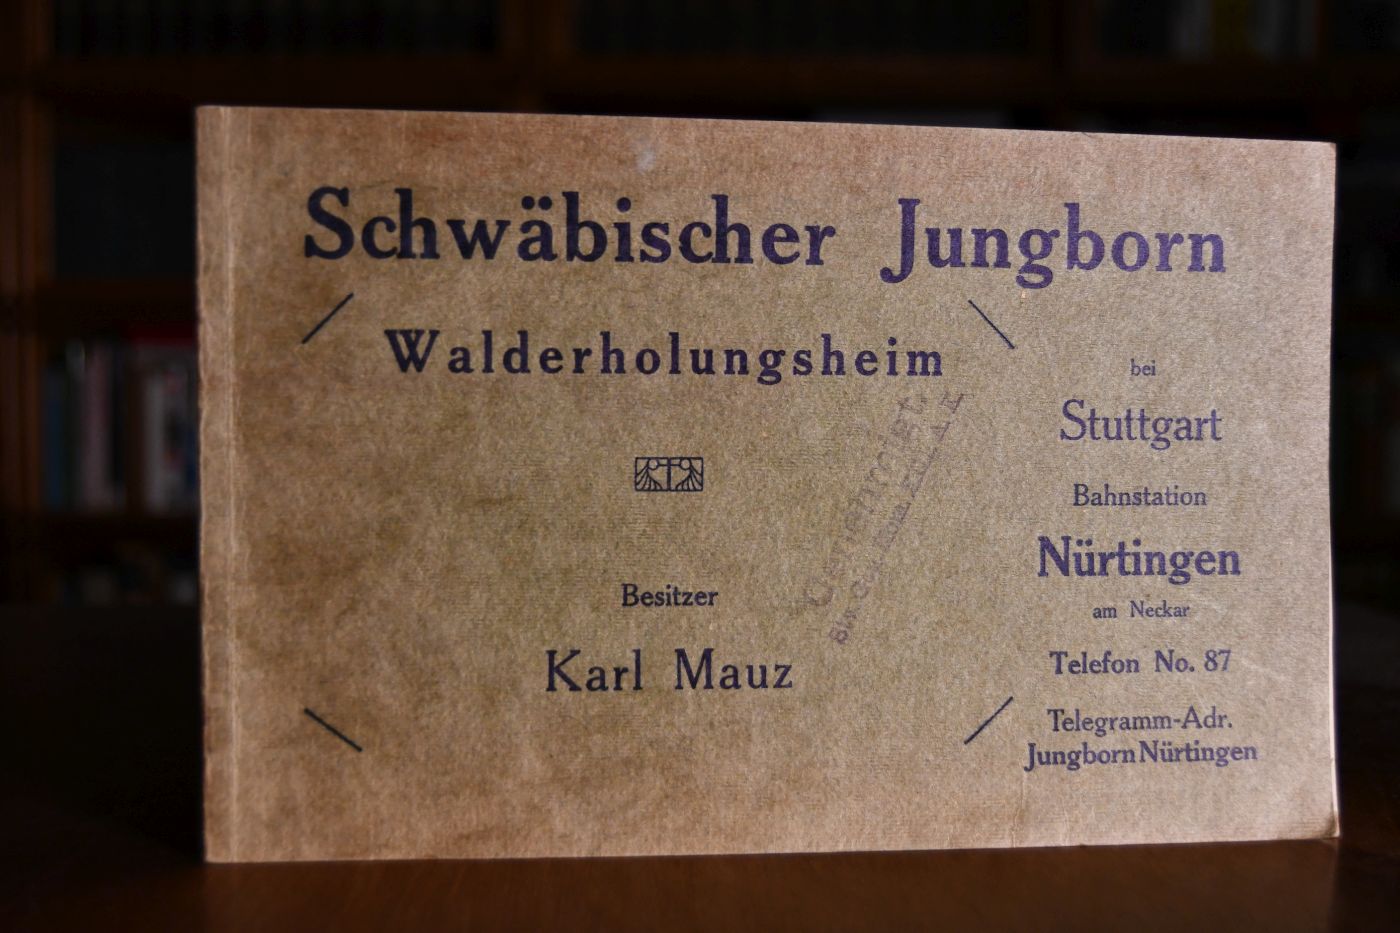 Schwäbischer Jungborn
Walderholungsheim
Besitzer
Karl Mauz
bei
Stuttgart
Bahnstation
Nürtingen
am Neckar
Telefon No. 87
Telegramm-Adr.
Jungborn Nürtingen